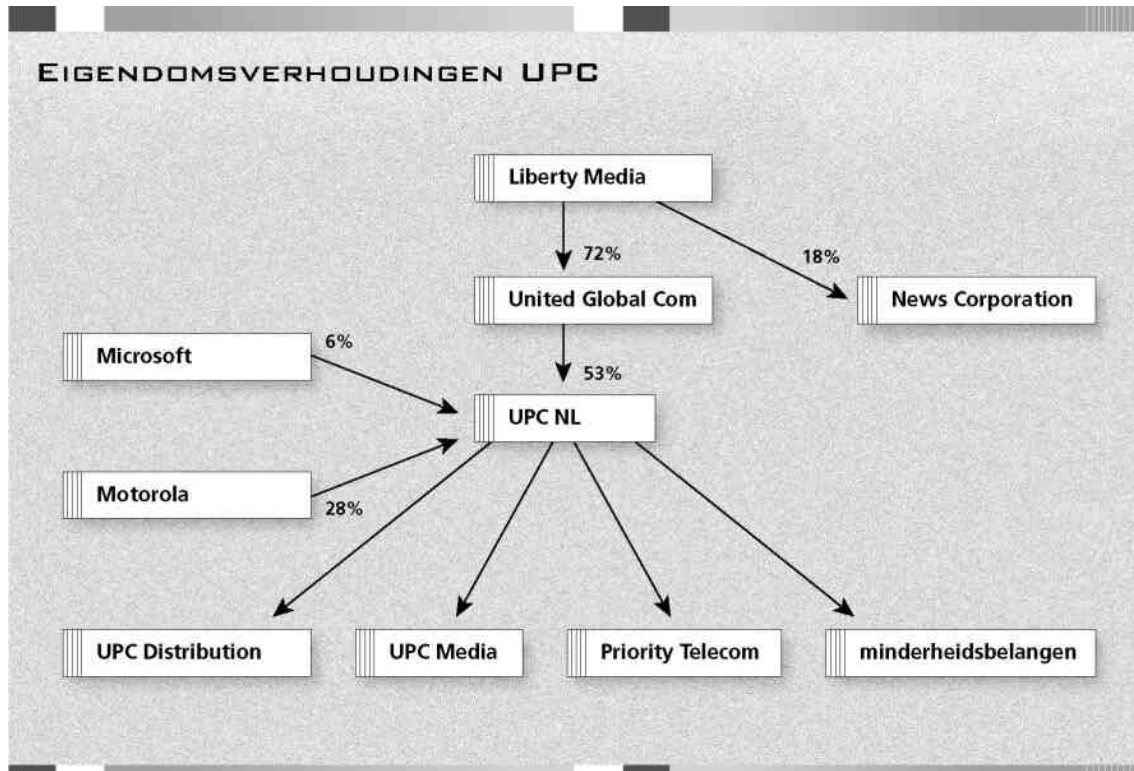 Eigendomsverhoudingen UPC
Liberty Media
72%
18%
United Global Com
News Corporation
Microsoft
6%
53%
UPC NL
Motorola
28%
UPC Distribution
UPC Media
Priority Telecom
minderheidsbelangen